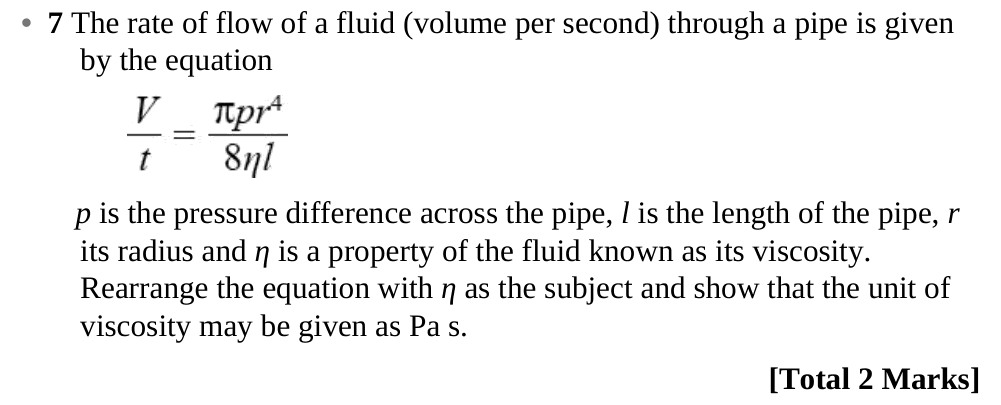 • 7 The rate of flow of a fluid (volume per second) through a pipe is given
by the equation
V/t = πpr⁴/8ηl
p is the pressure difference across the pipe, l is the length of the pipe, r
its radius and η is a property of the fluid known as its viscosity.
Rearrange the equation with η as the subject and show that the unit of
viscosity may be given as Pa s.
[Total 2 Marks]